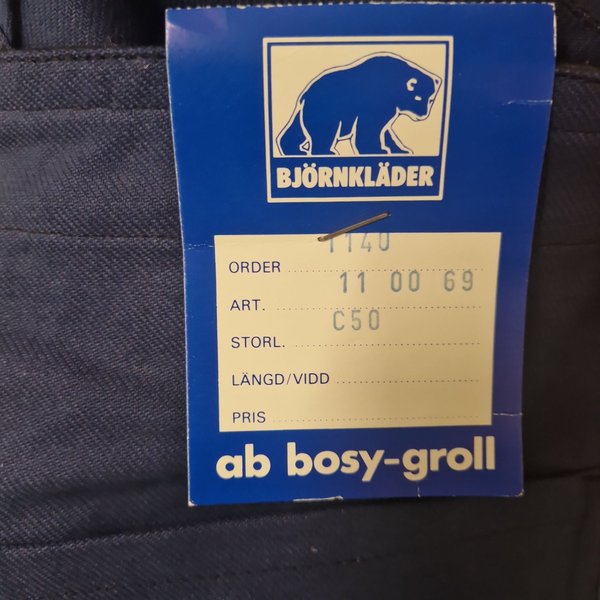 BJÖRNKLÄDER
ORDER 1140
ART. 11 00 69
STORL. C50
LÄNGD/VIDD
PRIS
ab bosy-groll